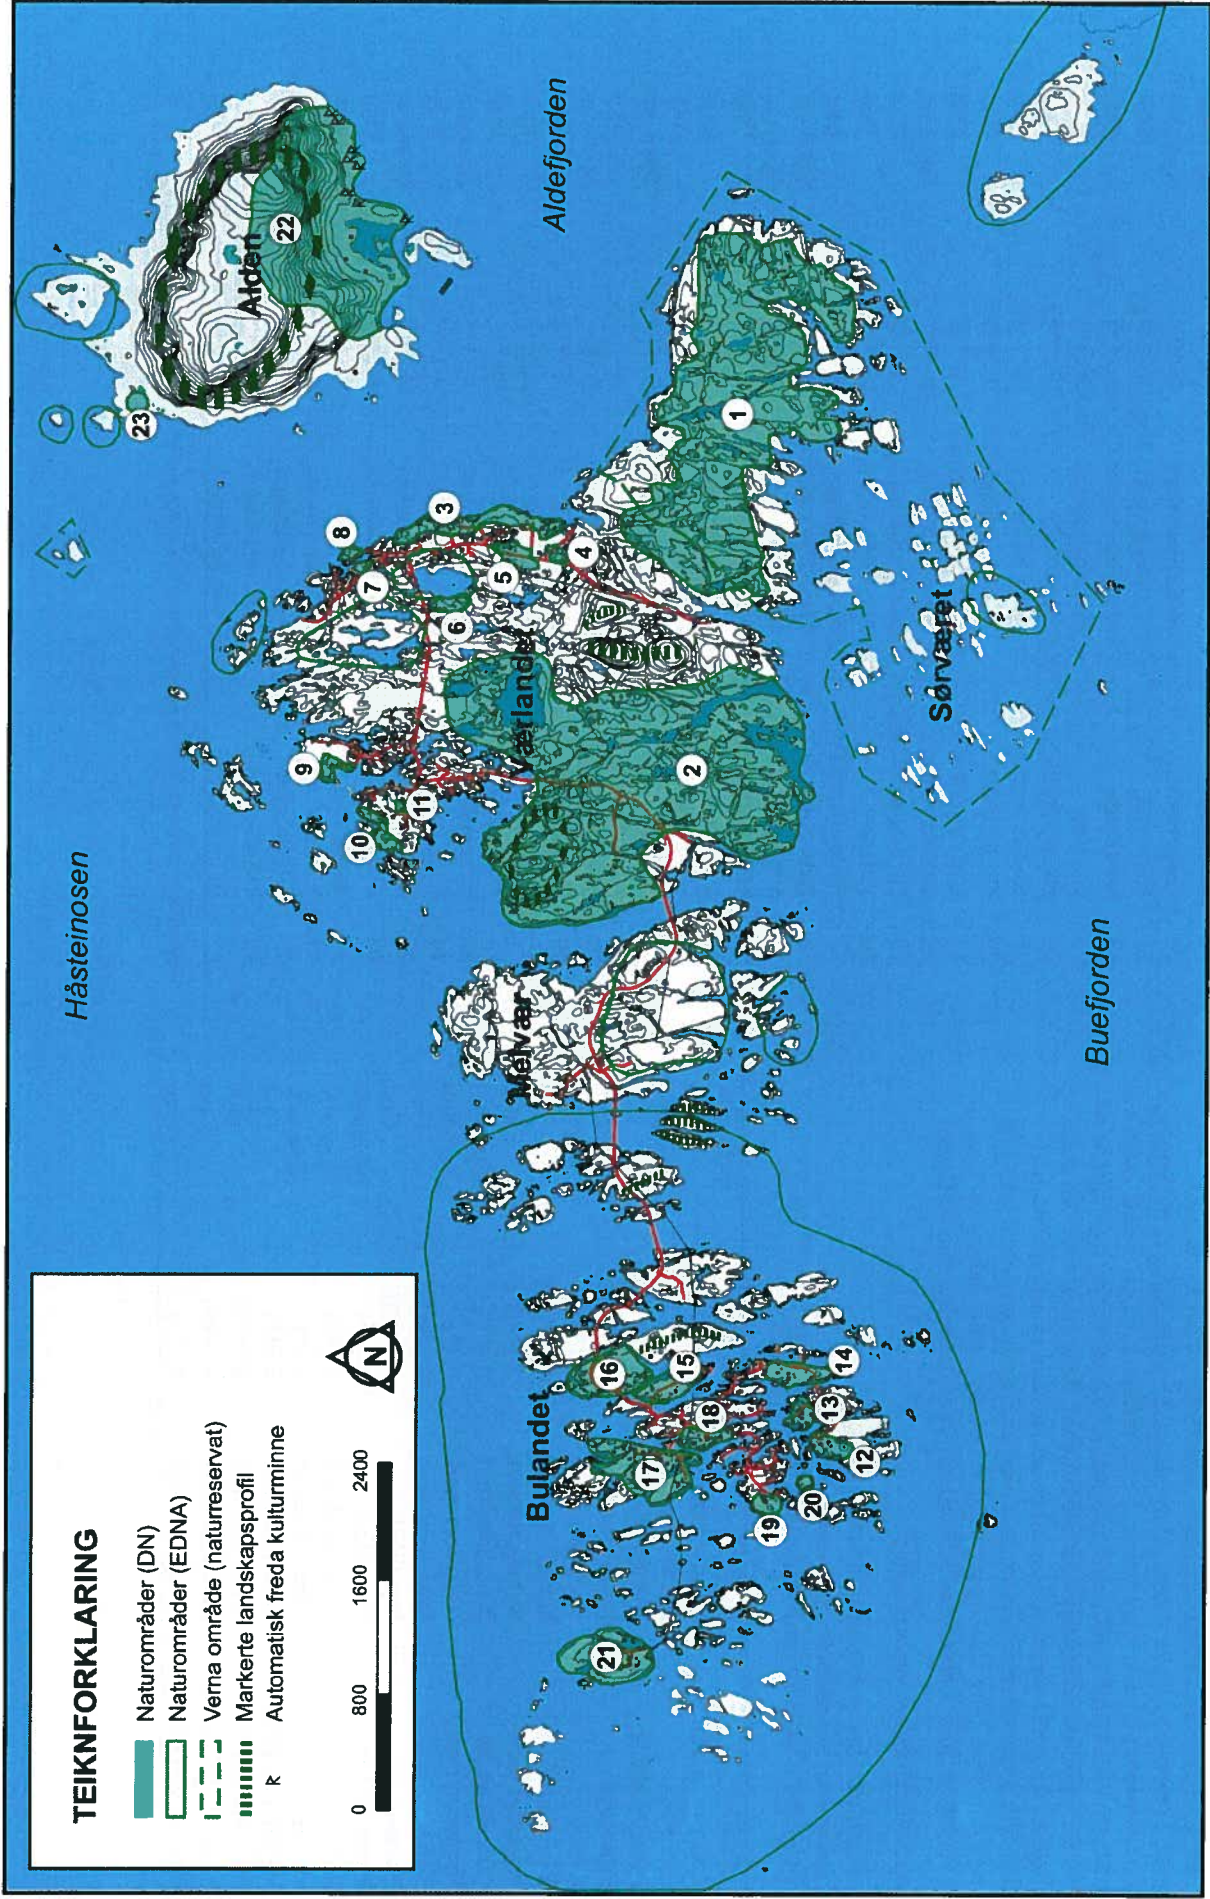 TEIKNFORKLARING
Naturområder (DN)
Naturområder (EDNA)
Verna område (naturreservat)
Markerte landskapsprofil
R Automatisk freda kulturminne
0 800 1600 2400
N
Håsteinosen
Aldefjorden
Buefjorden
Alden
Værlandet
Melvær
Bulandet
Sørværet
1
2
3
4
5
6
7
8
9
10
11
12
13
14
15
16
17
18
19
20
21
22
23
R
R
R
R
R